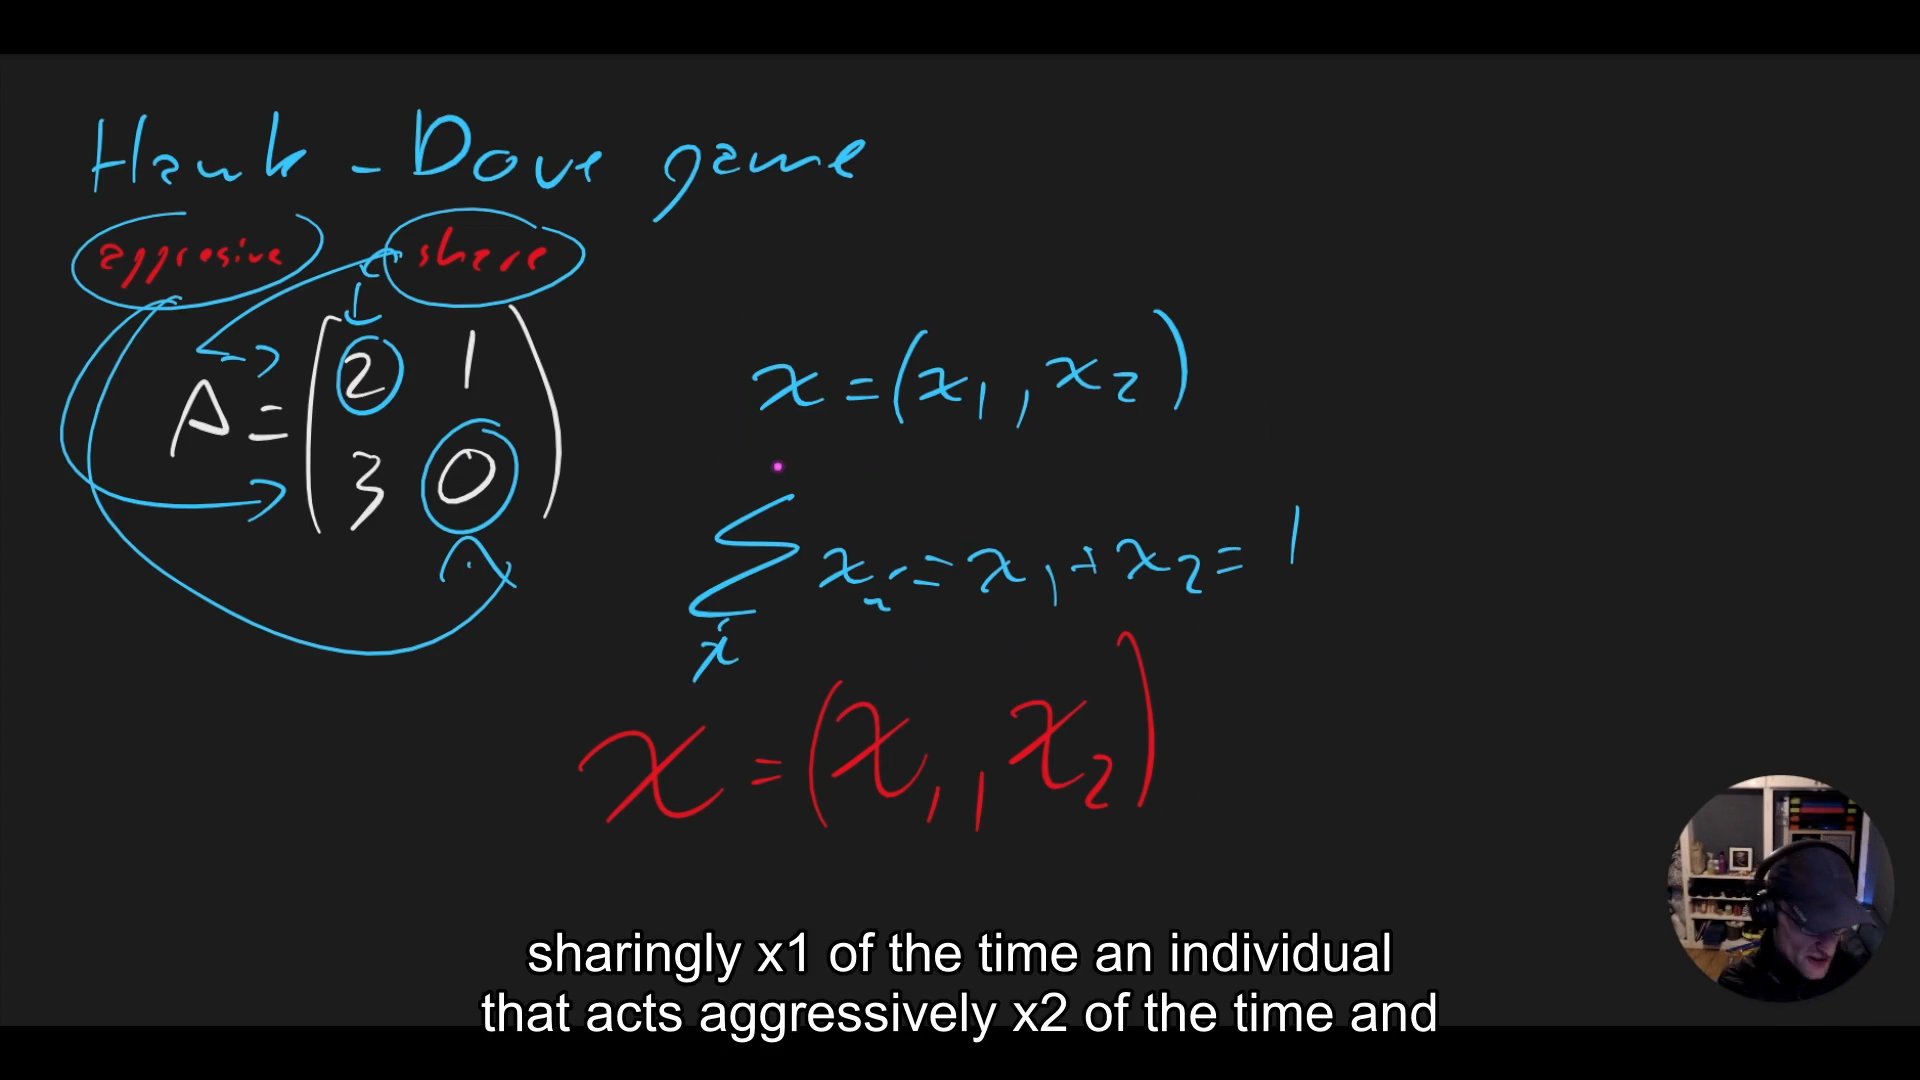 Hawk - Dove game
aggresive share
A = ( 2 1
3 0 )
x = (x1, x2)
∑i xi = x1 + x2 = 1
x = (x1, x2)
sharingly x1 of the time an individual
that acts aggressively x2 of the time and